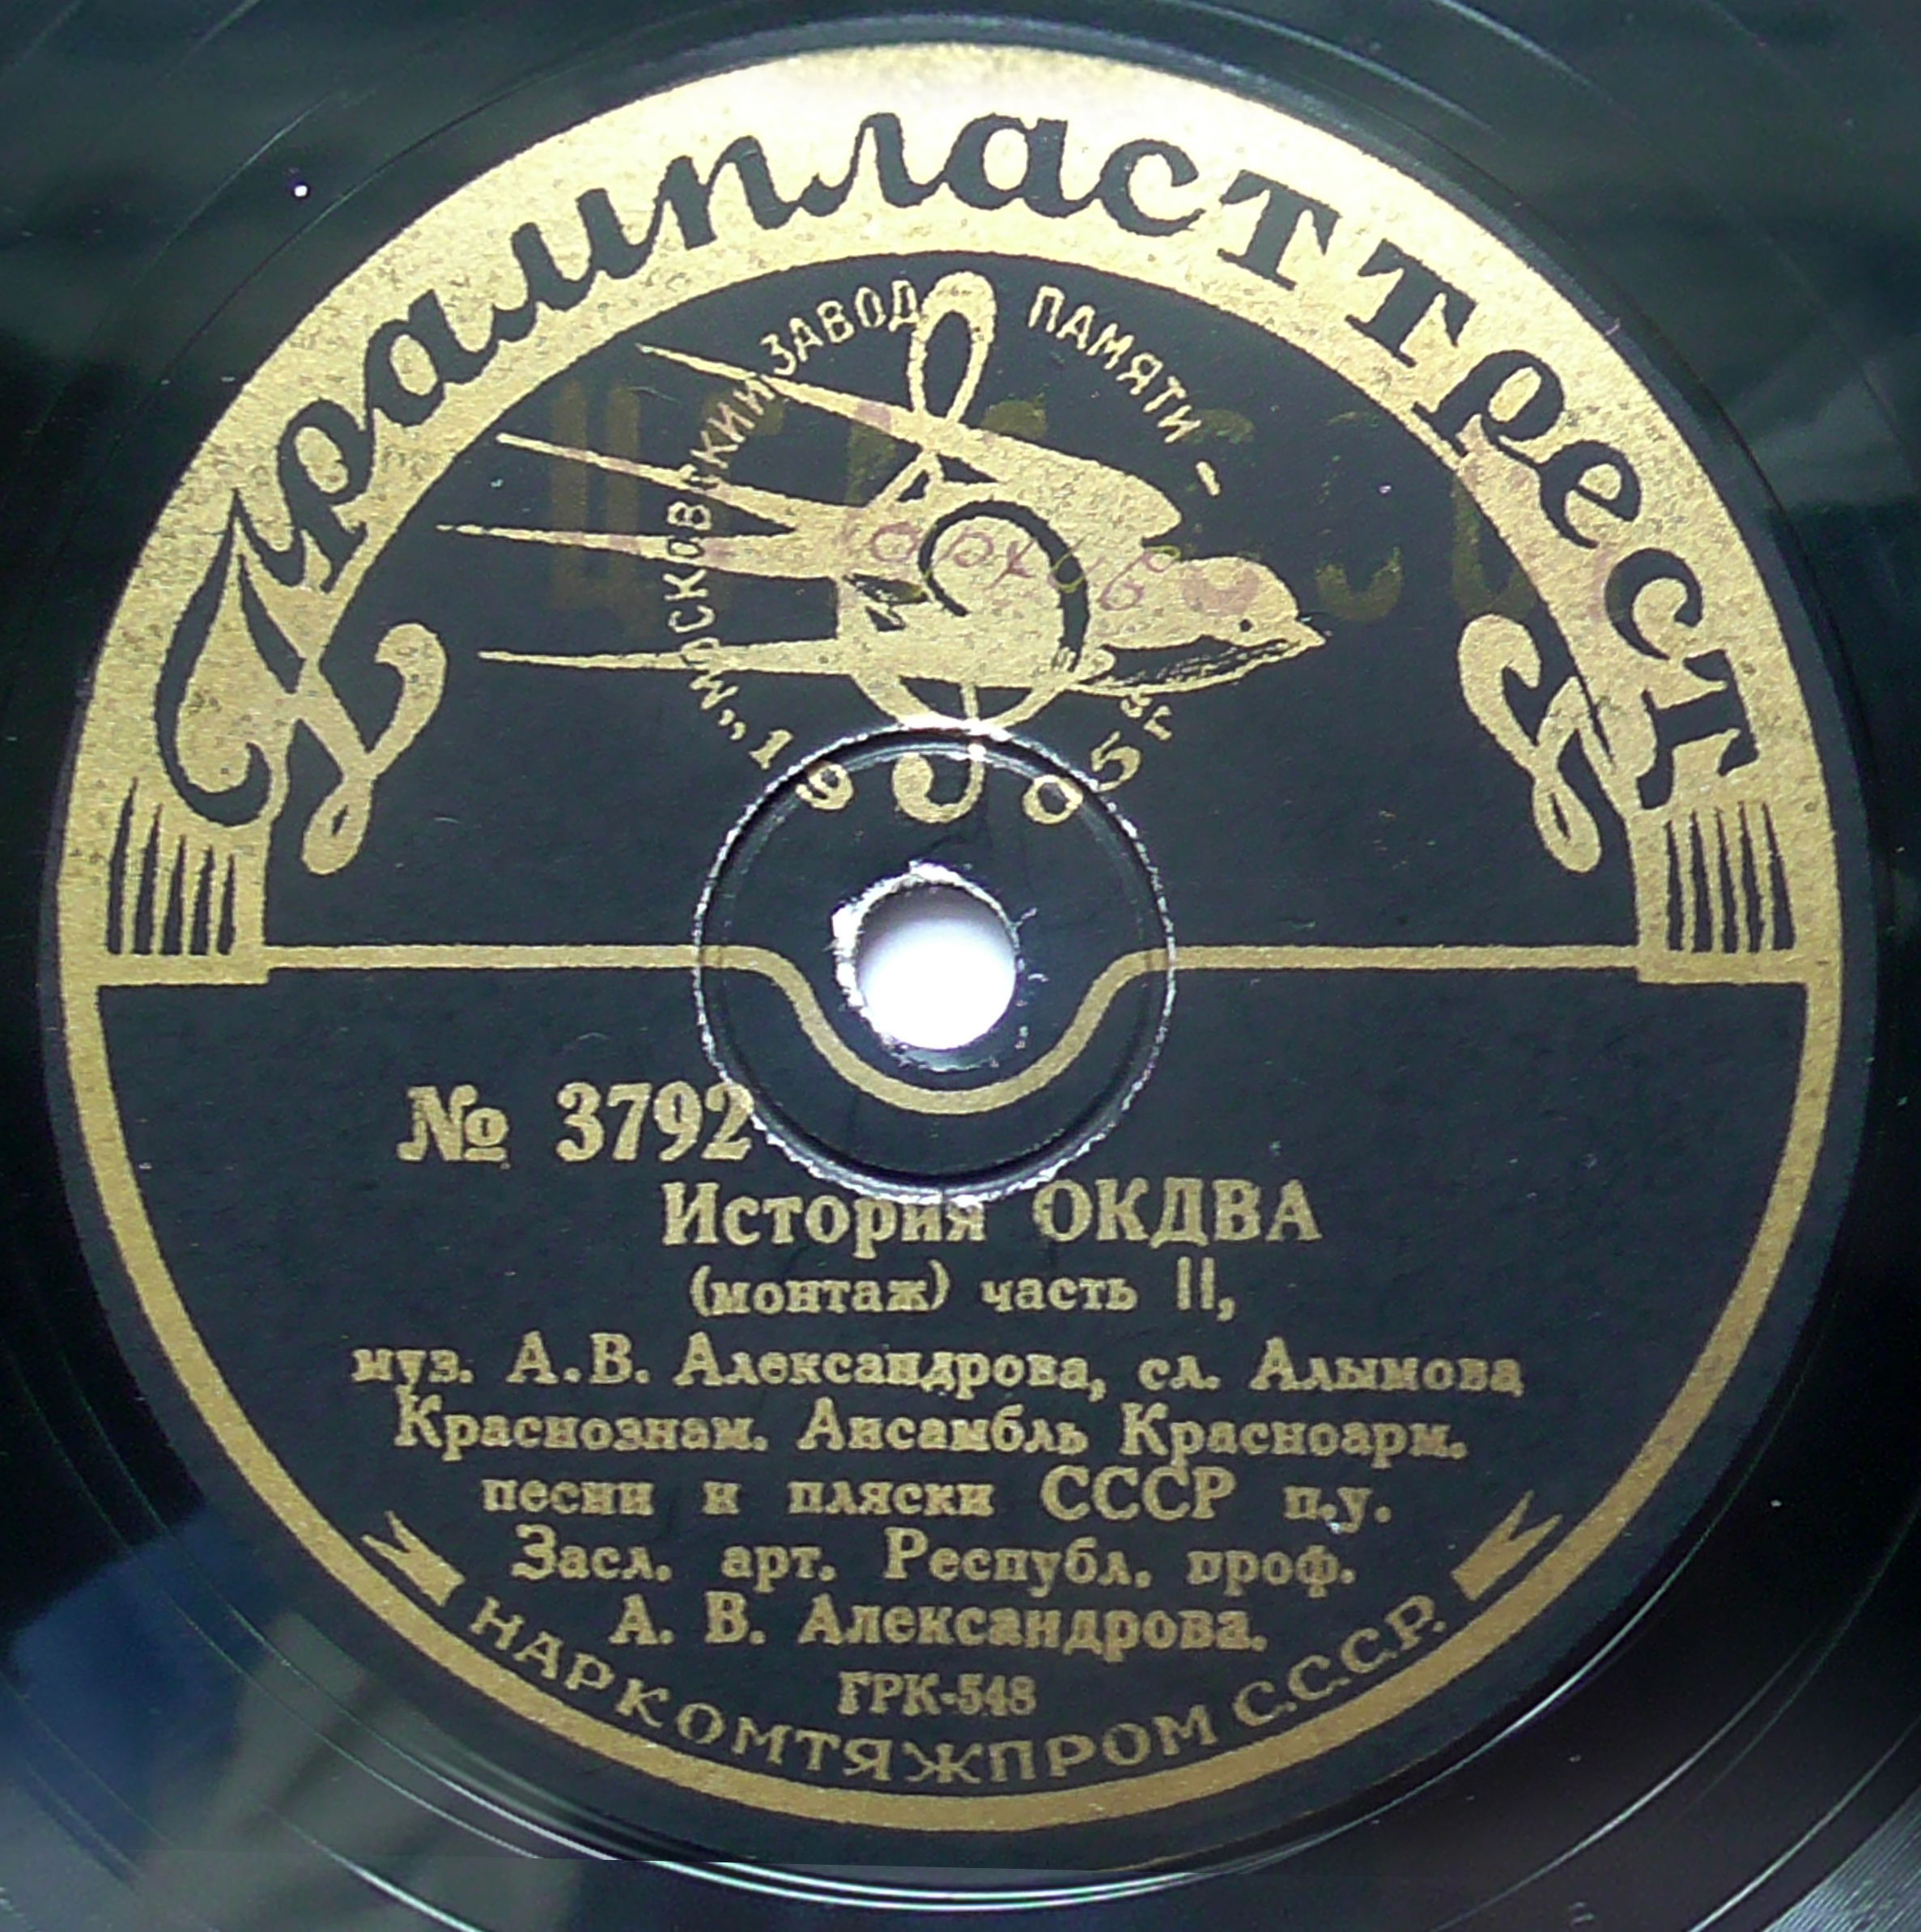 Грампласттрест
„МОСКОВСКИЙ ЗАВОД ПАМЯТИ -
1905 г."
№ 3792
История ОКДВА
(монтаж) часть II,
муз. А.В. Александрова, сл. Алымова
Краснознам. Ансамбль Красноарм.
песни и пляски СССР п.у.
Засл. арт. Республ. проф.
А. В. Александрова.
ГРК-548
НАРКОМТЯЖПРОМ С.С.С.Р.